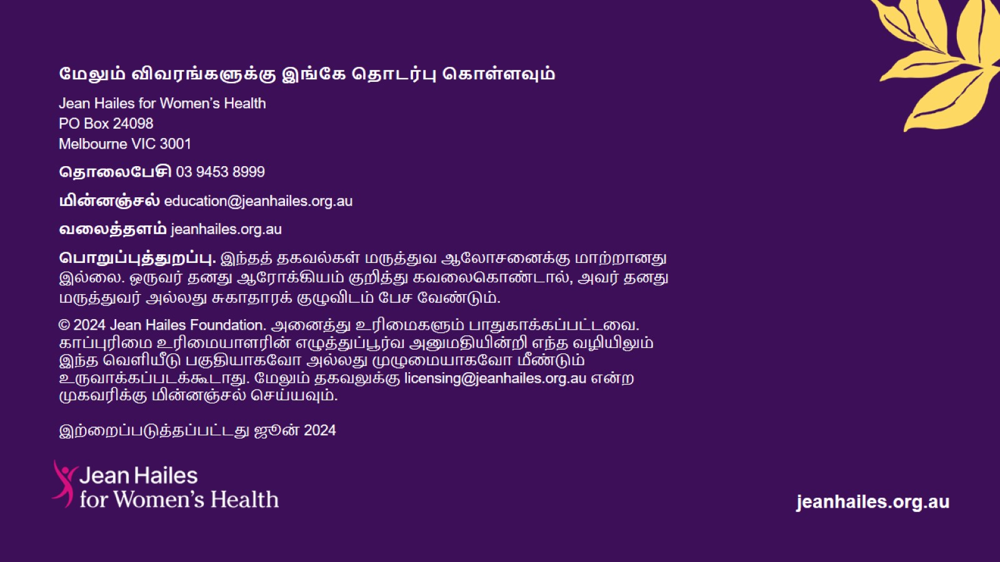 மேலும் விவரங்களுக்கு இங்கே தொடர்பு கொள்ளவும்
Jean Hailes for Women’s Health
PO Box 24098
Melbourne VIC 3001
தொலைபேசி 03 9453 8999
மின்னஞ்சல் education@jeanhailes.org.au
வலைத்தளம் jeanhailes.org.au
பொறுப்புத்துறப்பு. இந்தத் தகவல்கள் மருத்துவ ஆலோசனைக்கு மாற்றானது
இல்லை. ஒருவர் தனது ஆரோக்கியம் குறித்து கவலைகொண்டால், அவர் தனது
மருத்துவர் அல்லது சுகாதாரக் குழுவிடம் பேச வேண்டும்.
© 2024 Jean Hailes Foundation. அனைத்து உரிமைகளும் பாதுகாக்கப்பட்டவை.
காப்புரிமை உரிமையாளரின் எழுத்துப்பூர்வ அனுமதியின்றி எந்த வழியிலும்
இந்த வெளியீடு பகுதியாகவோ அல்லது முழுமையாகவோ மீண்டும்
உருவாக்கப்படக்கூடாது. மேலும் தகவலுக்கு licensing@jeanhailes.org.au என்ற
முகவரிக்கு மின்னஞ்சல் செய்யவும்.
இற்றைப்படுத்தப்பட்டது ஜூன் 2024
Jean Hailes
for Women’s Health
jeanhailes.org.au